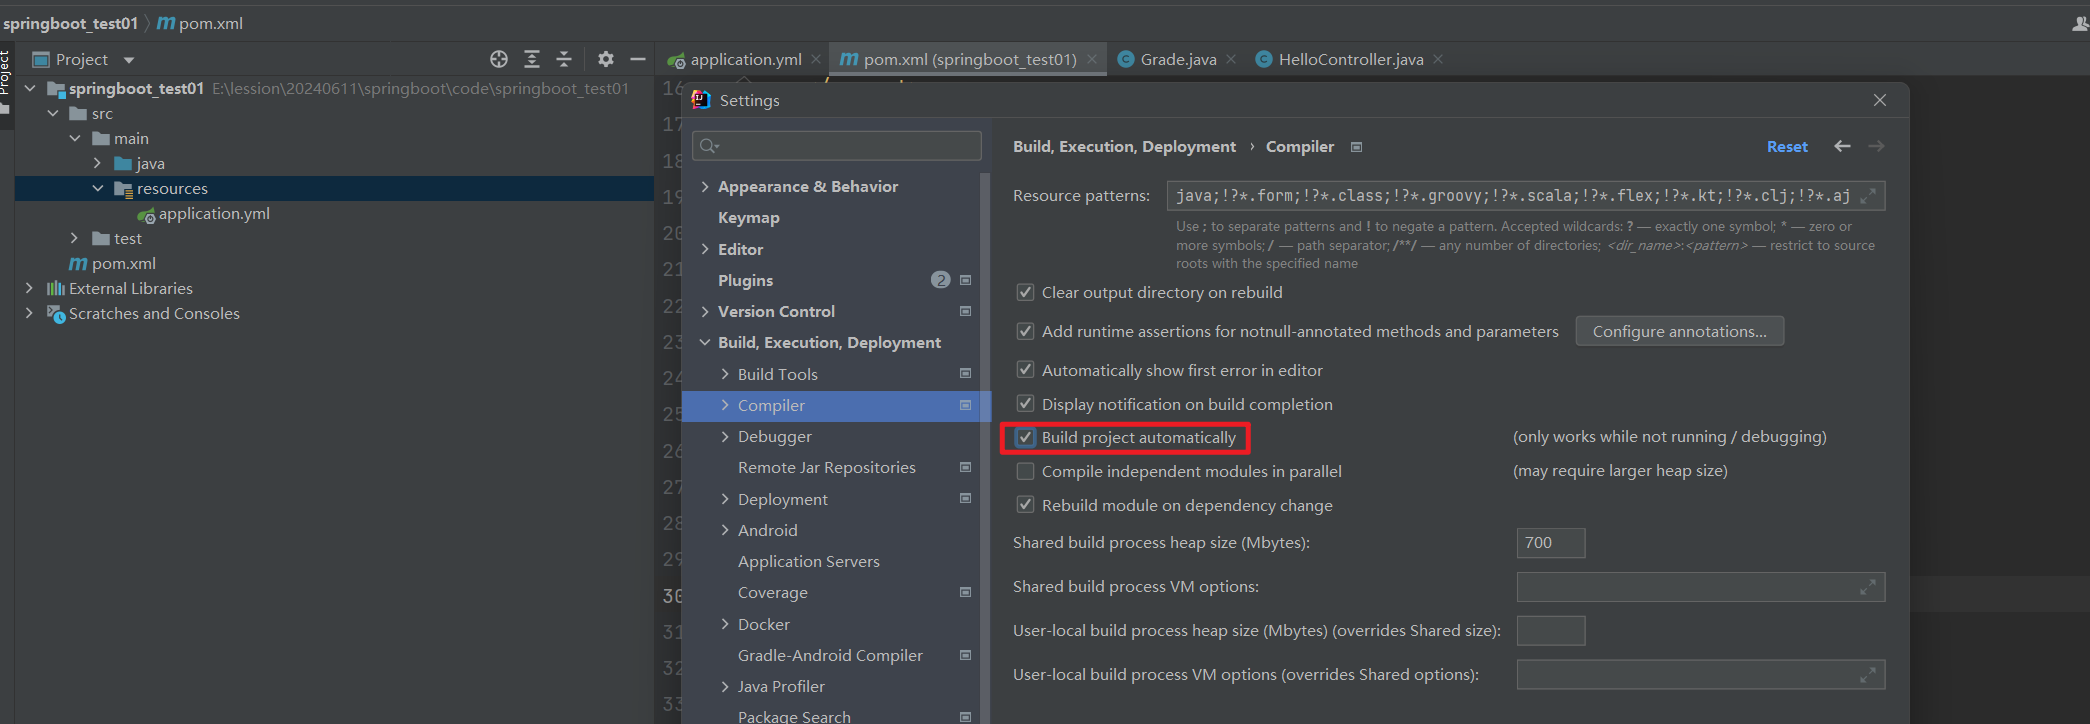 springboot_test01 pom.xml
Project
Project
application.yml
pom.xml (springboot_test01)
Grade.java
HelloController.java
springboot_test01 E:\lession\20240611\springboot\code\springboot_test01
src
main
java
resources
application.yml
test
pom.xml
External Libraries
Scratches and Consoles
16
17
18
19
20
21
22
23
24
25
26
27
28
29
30
31
32
33
Settings
Appearance & Behavior
Keymap
Editor
Plugins 2
Version Control
Build, Execution, Deployment
Build Tools
Compiler
Debugger
Remote Jar Repositories
Deployment
Android
Application Servers
Coverage
Docker
Gradle-Android Compiler
Java Profiler
Package Search
Build, Execution, Deployment › Compiler
Reset
Resource patterns: java;!?*.form;!?*.class;!?*.groovy;!?*.scala;!?*.flex;!?*.kt;!?*.clj;!?*.aj
Use ; to separate patterns and ! to negate a pattern. Accepted wildcards: ? — exactly one symbol; * — zero or
more symbols; / — path separator; /**/ — any number of directories; <dir_name>:<pattern> — restrict to source
roots with the specified name
Clear output directory on rebuild
Add runtime assertions for notnull-annotated methods and parameters Configure annotations...
Automatically show first error in editor
Display notification on build completion
Build project automatically (only works while not running / debugging)
Compile independent modules in parallel (may require larger heap size)
Rebuild module on dependency change
Shared build process heap size (Mbytes): 700
Shared build process VM options:
User-local build process heap size (Mbytes) (overrides Shared size):
User-local build process VM options (overrides Shared options):